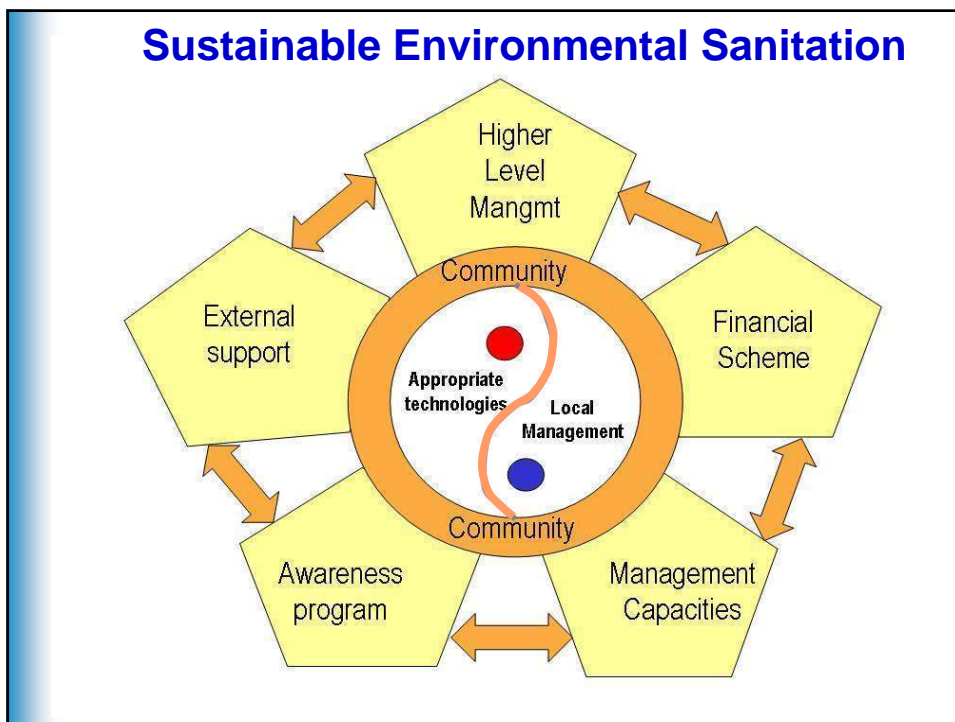 Sustainable Environmental Sanitation
Higher
Level
Mangmt
Community
External
support
Financial
Scheme
Appropriate
technologies
Local
Management
Community
Awareness
program
Management
Capacities